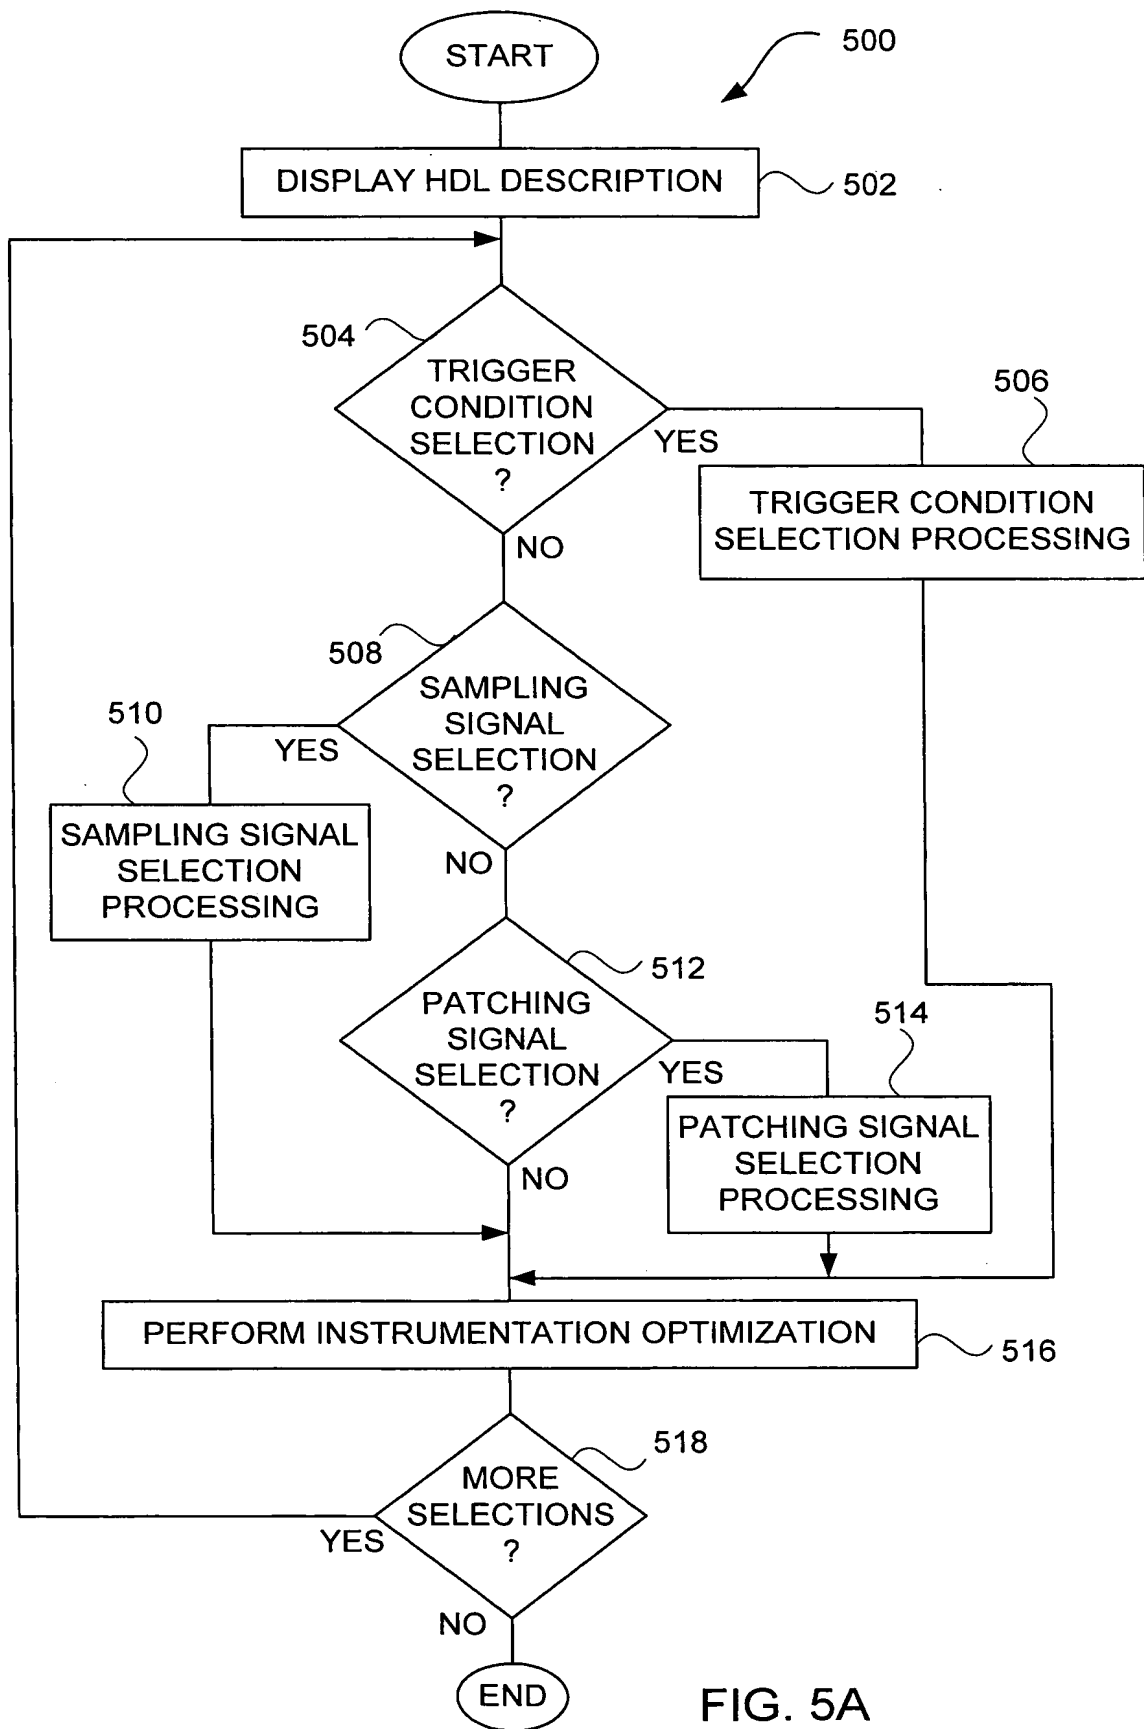 START
500
DISPLAY HDL DESCRIPTION
502
504
TRIGGER
CONDITION
SELECTION
?
YES
NO
506
TRIGGER CONDITION
SELECTION PROCESSING
508
SAMPLING
SIGNAL
SELECTION
?
YES
NO
510
SAMPLING SIGNAL
SELECTION
PROCESSING
512
PATCHING
SIGNAL
SELECTION
?
YES
NO
514
PATCHING SIGNAL
SELECTION
PROCESSING
PERFORM INSTRUMENTATION OPTIMIZATION
516
518
MORE
SELECTIONS
?
YES
NO
END
FIG. 5A